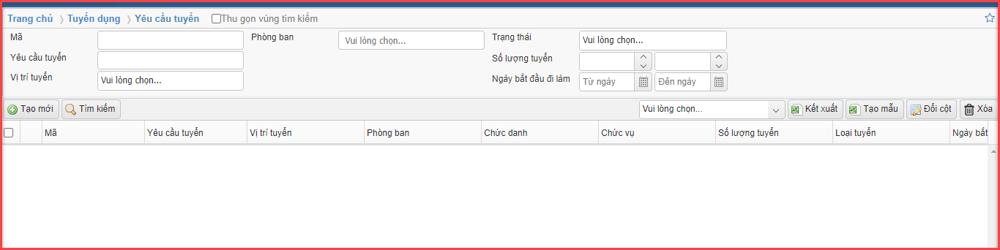 Trang chủ Tuyển dụng Yêu cầu tuyển Thu gọn vùng tìm kiếm
Mã Phòng ban Vui lòng chọn... Trạng thái Vui lòng chọn...
Yêu cầu tuyển Số lượng tuyển
Vị trí tuyển Vui lòng chọn... Ngày bắt đầu đi làm Từ ngày Đến ngày
Tạo mới Tìm kiếm Vui lòng chọn... Kết xuất Tạo mẫu Đổi cột Xóa
Mã Yêu cầu tuyển Vị trí tuyển Phòng ban Chức danh Chức vụ Số lượng tuyển Loại tuyển Ngày bắt